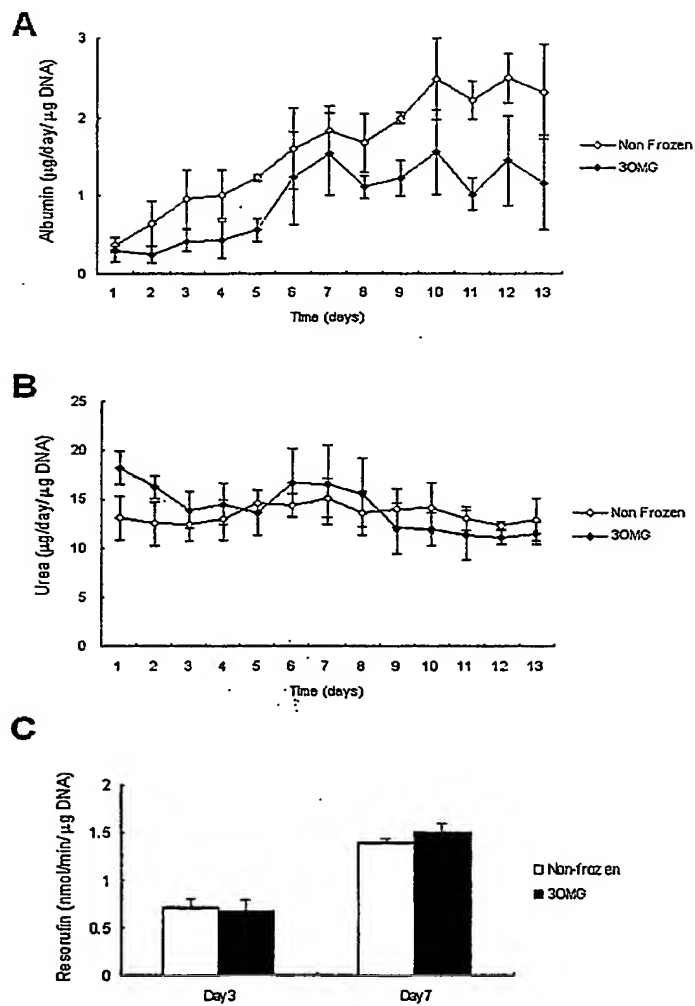 A
Albumin (μg/day/μg DNA)
3
2
1
0
1 2 3 4 5 6 7 8 9 10 11 12 13
Time (days)
Non Frozen
3OMG
B
Urea (μg/day/μg DNA)
25
20
15
10
5
0
1 2 3 4 5 6 7 8 9 10 11 12 13
Time (days)
Non Frozen
3OMG
C
Resorufin (nmol/min/μg DNA)
2
1.5
1
0.5
0
Day3 Day7
Non-frozen
3OMG